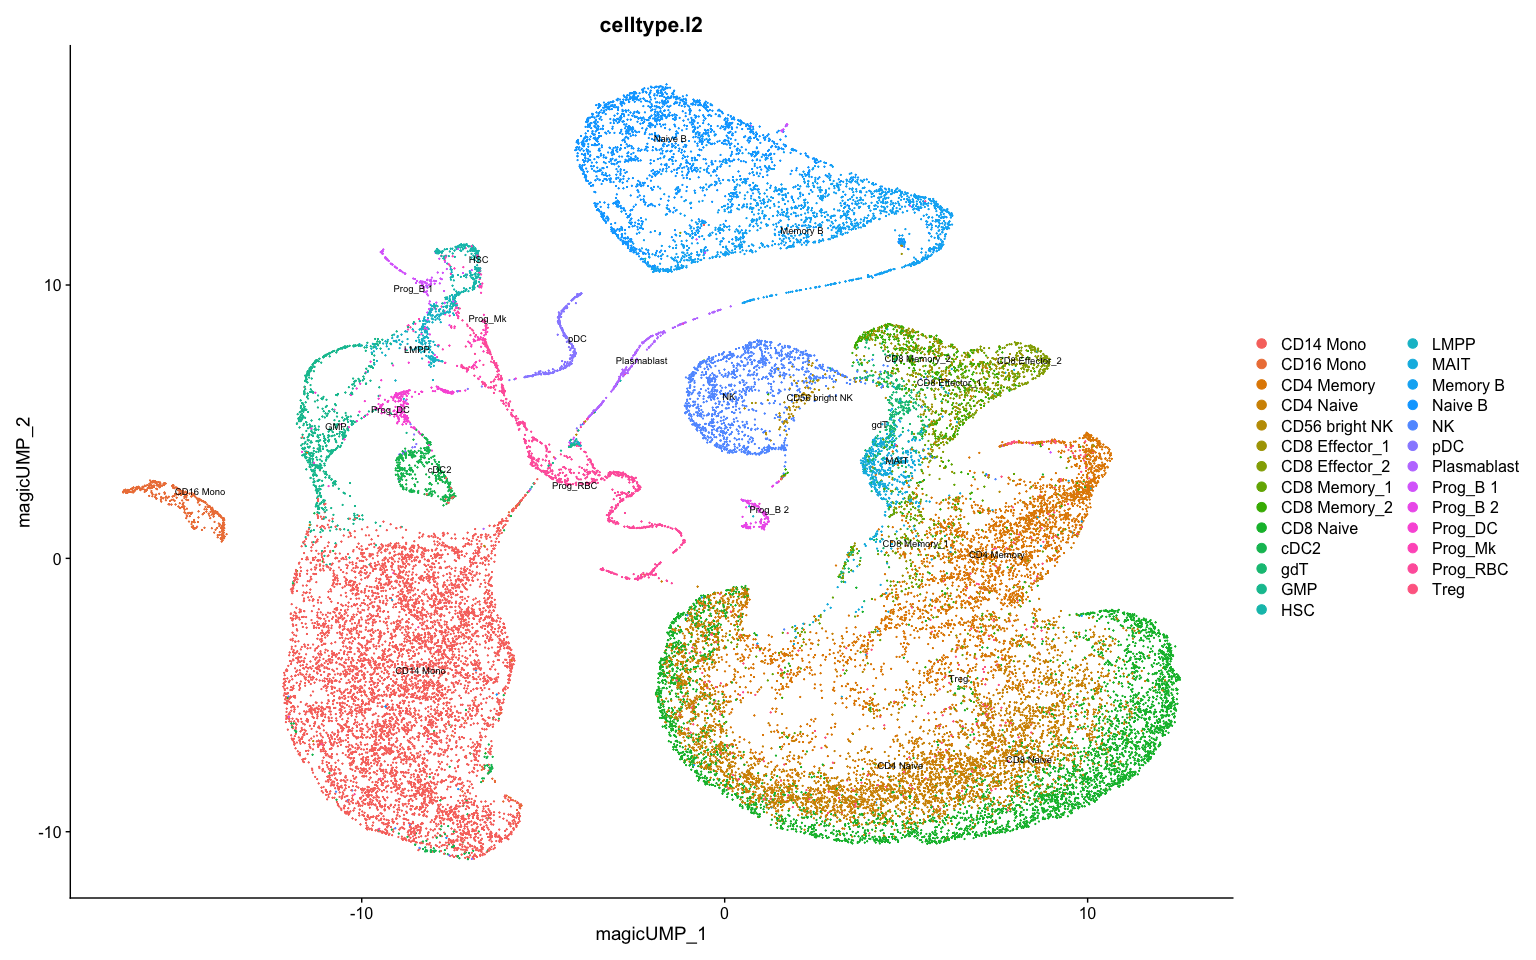 celltype.l2
magicUMP_2
10
0
-10
-10
0
10
magicUMP_1
Naive B
Memory B
HSC
Prog_B 1
Prog_Mk
LMPP
pDC
Plasmablast
CD8 Memory_2
CD8 Effector_2
CD8 Effector_1
NK
CD56 bright NK
Prog_DC
GMP
gdT
MAIT
cDC2
CD16 Mono
Prog_RBC
Prog_B 2
CD8 Memory_1
CD4 Memory
CD14 Mono
Treg
CD4 Naive
CD8 Naive
CD14 Mono
CD16 Mono
CD4 Memory
CD4 Naive
CD56 bright NK
CD8 Effector_1
CD8 Effector_2
CD8 Memory_1
CD8 Memory_2
CD8 Naive
cDC2
gdT
GMP
HSC
LMPP
MAIT
Memory B
Naive B
NK
pDC
Plasmablast
Prog_B 1
Prog_B 2
Prog_DC
Prog_Mk
Prog_RBC
Treg